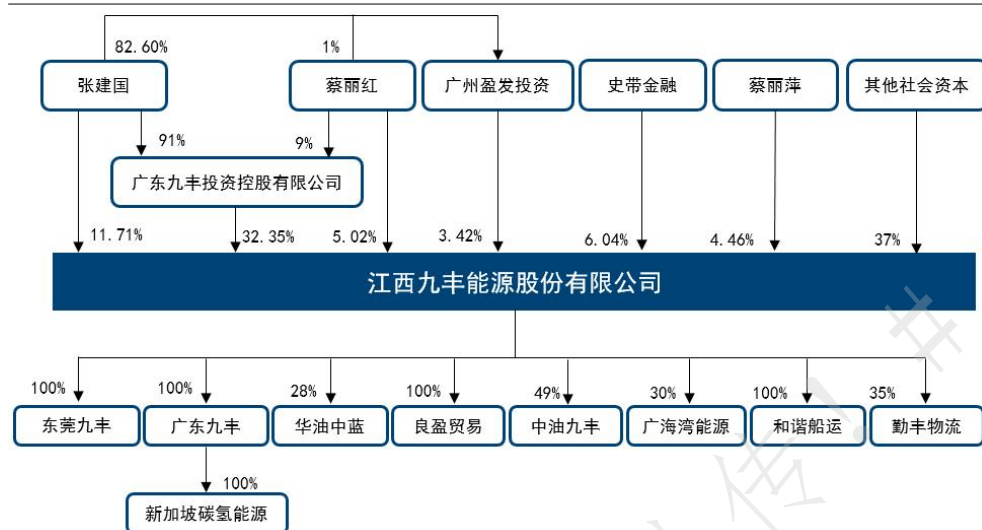 82.60%
1%
张建国
蔡丽红
广州盈发投资
史带金融
蔡丽萍
其他社会资本
91%
9%
广东九丰投资控股有限公司
11.71%
32.35%
5.02%
3.42%
6.04%
4.46%
37%
江西九丰能源股份有限公司
100%
100%
28%
100%
49%
30%
100%
35%
东莞九丰
广东九丰
华油中蓝
良盈贸易
中油九丰
广海湾能源
和谐船运
勤丰物流
100%
新加坡碳氢能源
传!